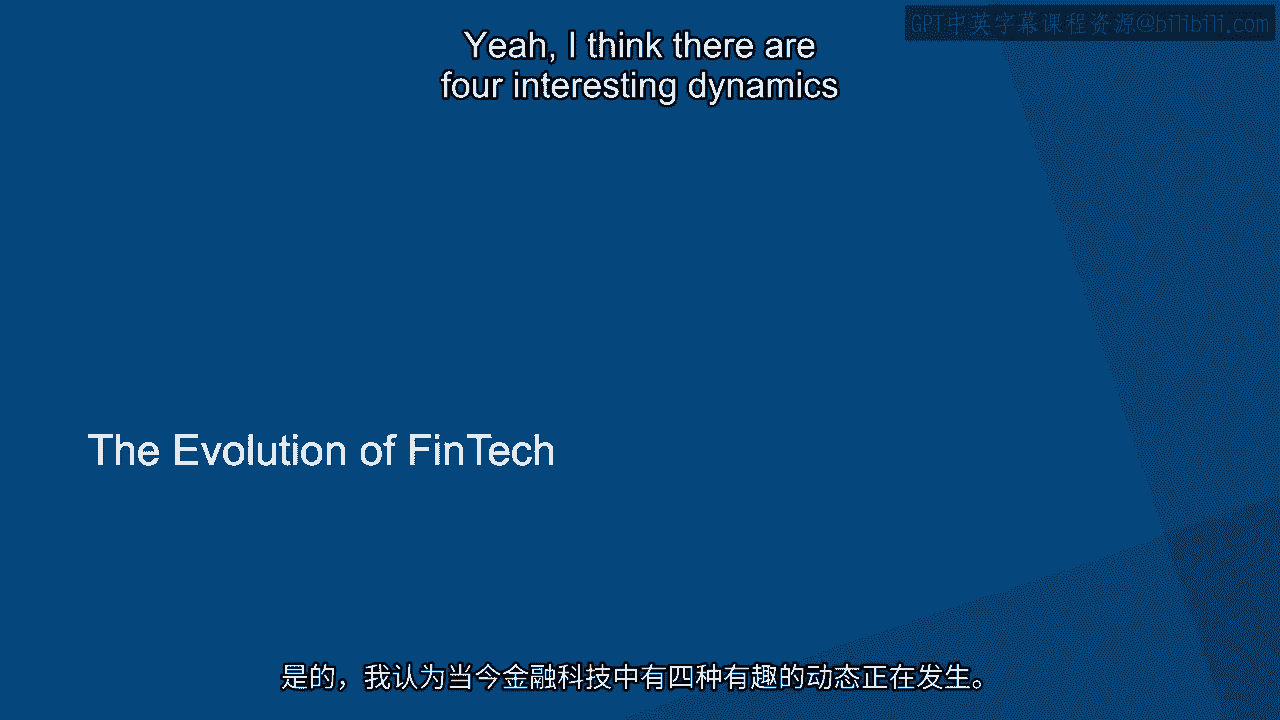 GPT中英字幕课程资源@bilibili.com
Yeah, I think there are
four interesting dynamics
The Evolution of FinTech
是的，我认为当今金融科技中有四种有趣的动态正在发生。